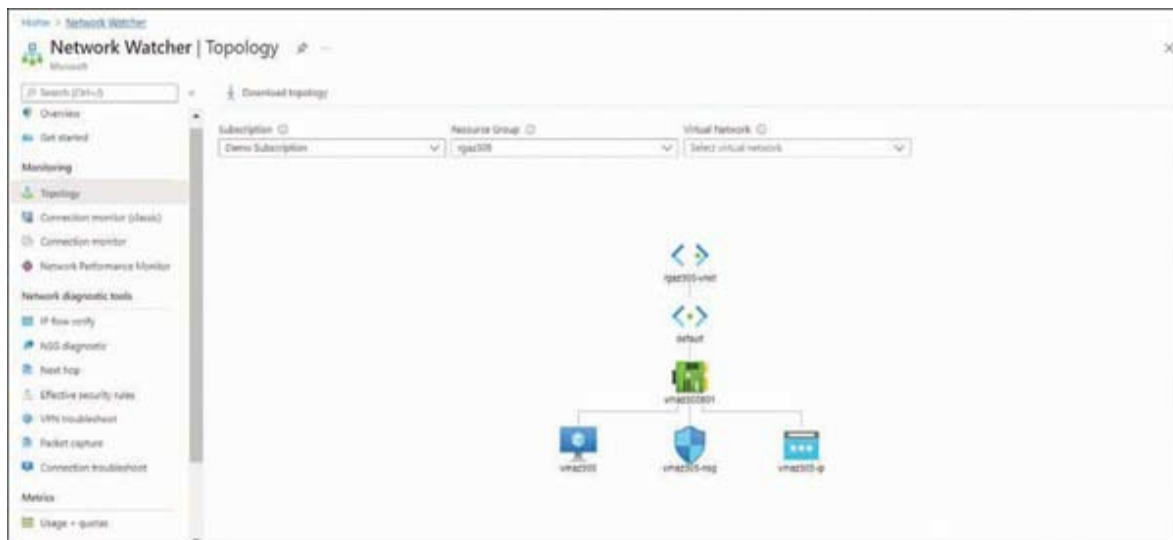 Home > Network Watcher
Network Watcher | Topology
Microsoft
Search (Ctrl+/)
Download topology
Overview
Get started
Subscription
Resource Group
Virtual Network
Demo Subscription
rgaz305
Select virtual network
Monitoring
Topology
Connection monitor (classic)
Connection monitor
Network Performance Monitor
Network diagnostic tools
IP flow verify
NSG diagnostic
Next hop
Effective security rules
VPN troubleshoot
Packet capture
Connection troubleshoot
Metrics
Usage + quotas
rgaz305-vnet
default
vmaz305
vmaz305-nsg
vmaz305-ip